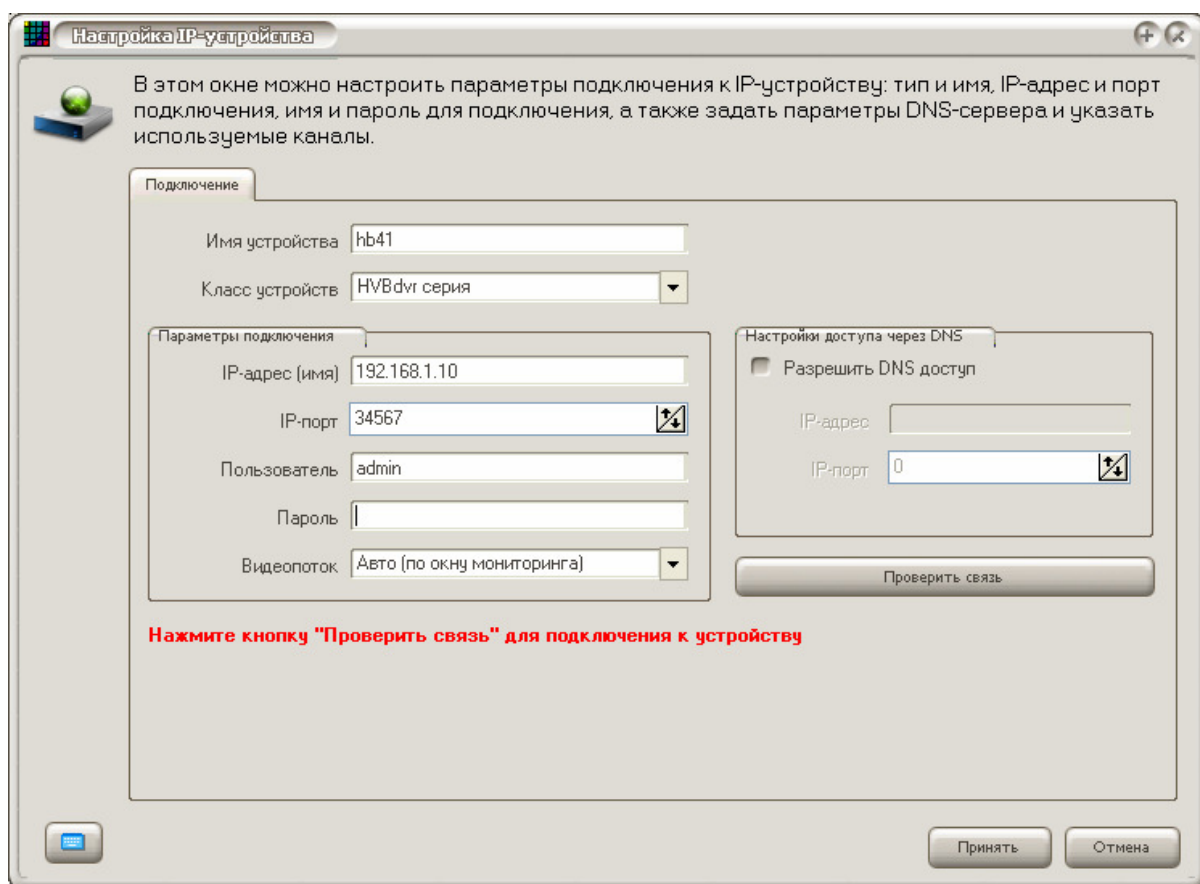 Настройка IP-устройства
В этом окне можно настроить параметры подключения к IP-устройству: тип и имя, IP-адрес и порт
подключения, имя и пароль для подключения, а также задать параметры DNS-сервера и указать
используемые каналы.
Подключение
Имя устройства hb41
Класс устройств HVBdvr серия
Параметры подключения
IP-адрес (имя) 192.168.1.10
IP-порт 34567
Пользователь admin
Пароль
Видеопоток Авто (по окну мониторинга)
Настройки доступа через DNS
Разрешить DNS доступ
IP-адрес
IP-порт 0
Проверить связь
Нажмите кнопку "Проверить связь" для подключения к устройству
Принять
Отмена